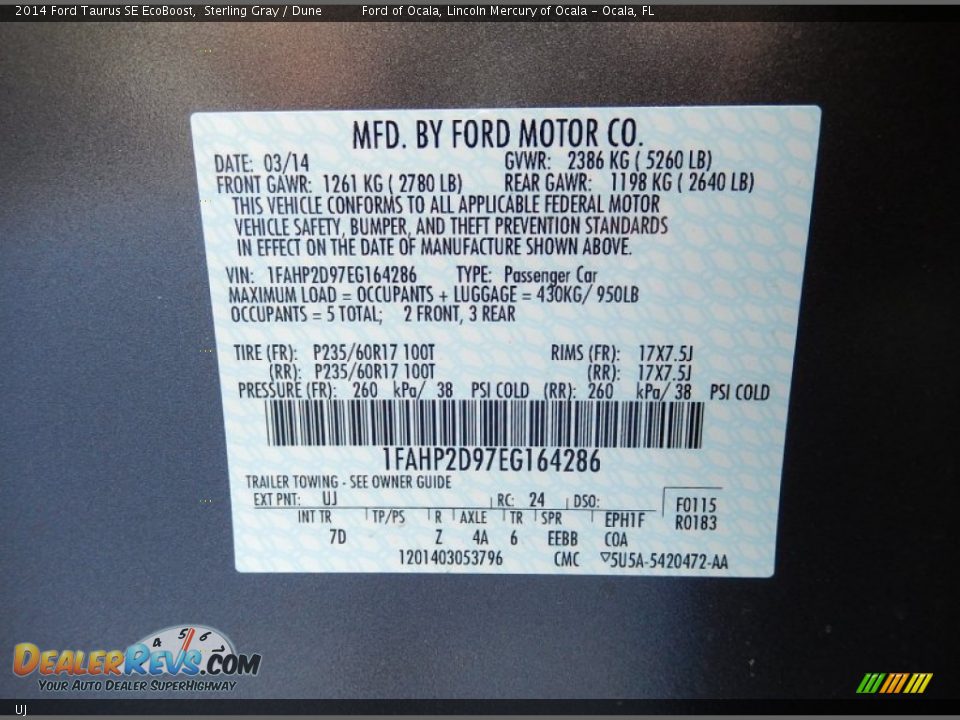 2014 Ford Taurus SE EcoBoost, Sterling Gray / Dune Ford of Ocala, Lincoln Mercury of Ocala - Ocala, FL
MFD. BY FORD MOTOR CO.
DATE: 03/14 GVWR: 2386 KG ( 5260 LB)
FRONT GAWR: 1261 KG ( 2780 LB) REAR GAWR: 1198 KG ( 2640 LB)
THIS VEHICLE CONFORMS TO ALL APPLICABLE FEDERAL MOTOR
VEHICLE SAFETY, BUMPER, AND THEFT PREVENTION STANDARDS
IN EFFECT ON THE DATE OF MANUFACTURE SHOWN ABOVE.
VIN: 1FAHP2D97EG164286 TYPE: Passenger Car
MAXIMUM LOAD = OCCUPANTS + LUGGAGE = 430KG/ 950LB
OCCUPANTS = 5 TOTAL; 2 FRONT, 3 REAR
TIRE (FR): P235/60R17 100T RIMS (FR): 17X7.5J
(RR): P235/60R17 100T (RR): 17X7.5J
PRESSURE (FR): 260 kPa/ 38 PSI COLD (RR): 260 kPa/ 38 PSI COLD
1FAHP2D97EG164286
TRAILER TOWING - SEE OWNER GUIDE
EXT PNT: UJ RC: 24 DSO: F0115
INT TR TP/PS R AXLE TR SPR EPH1F R0183
7D Z 4A 6 EEBB COA
1201403053796 CMC ▽5U5A-5420472-AA
4 5 6
DEALERREVS.COM
YOUR AUTO DEALER SUPERHIGHWAY
UJ